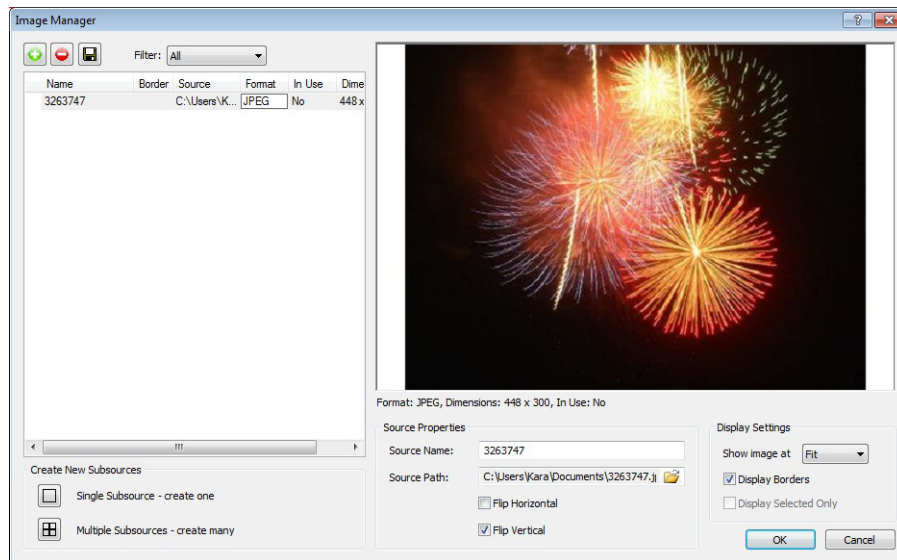 Image Manager
Filter: All
Name Border Source Format In Use Dime
3263747 C:\Users\K... JPEG No 448 x
Format: JPEG, Dimensions: 448 x 300, In Use: No
Source Properties
Source Name: 3263747
Source Path: C:\Users\Kara\Documents\3263747.j
Flip Horizontal
Flip Vertical
Display Settings
Show image at Fit
Display Borders
Display Selected Only
Create New Subsources
Single Subsource - create one
Multiple Subsources - create many
OK Cancel